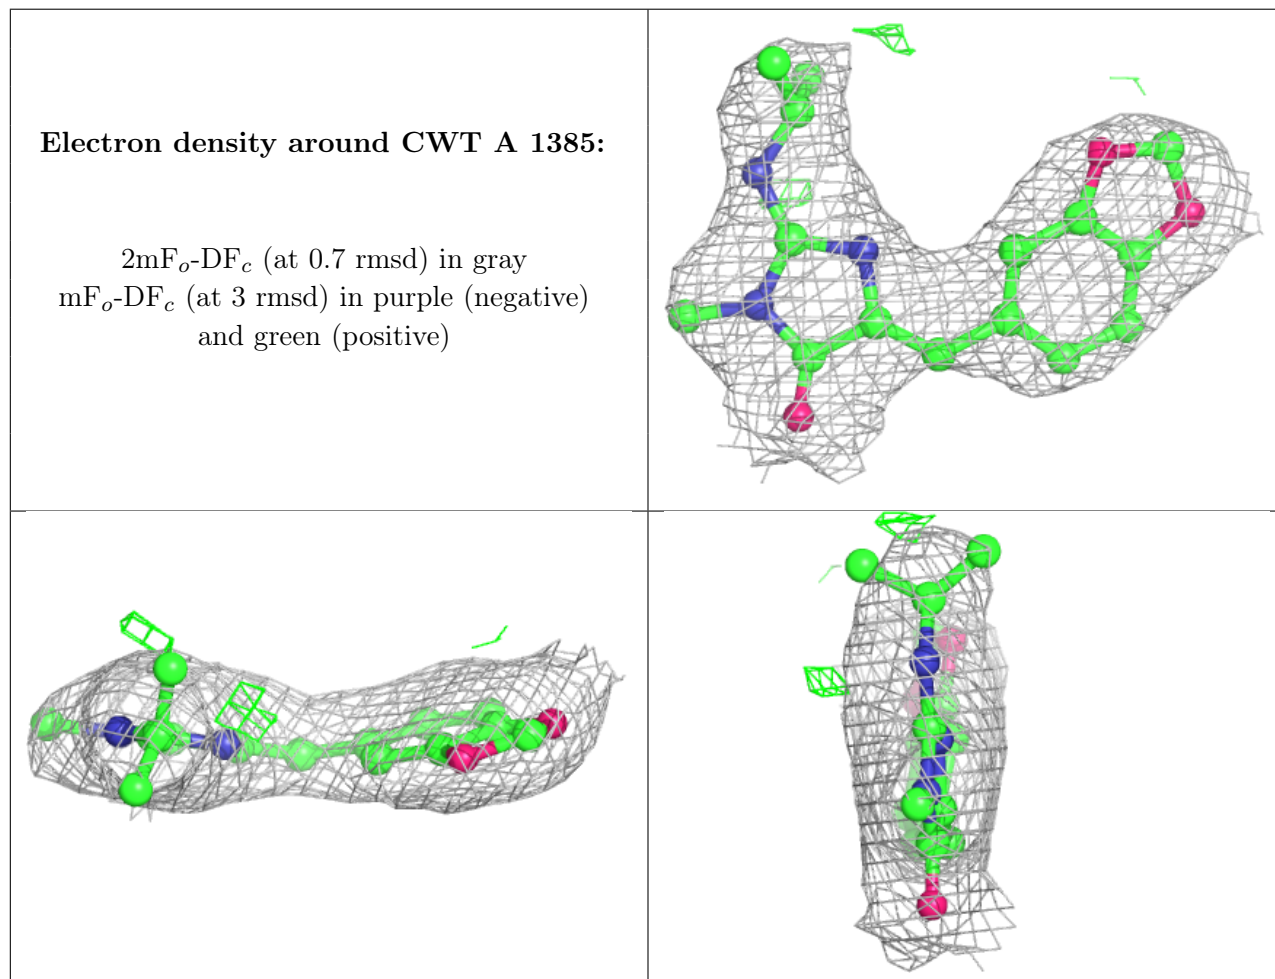 Electron density around CWT A 1385:
2mFo-DFc (at 0.7 rmsd) in gray
mFo-DFc (at 3 rmsd) in purple (negative)
and green (positive)